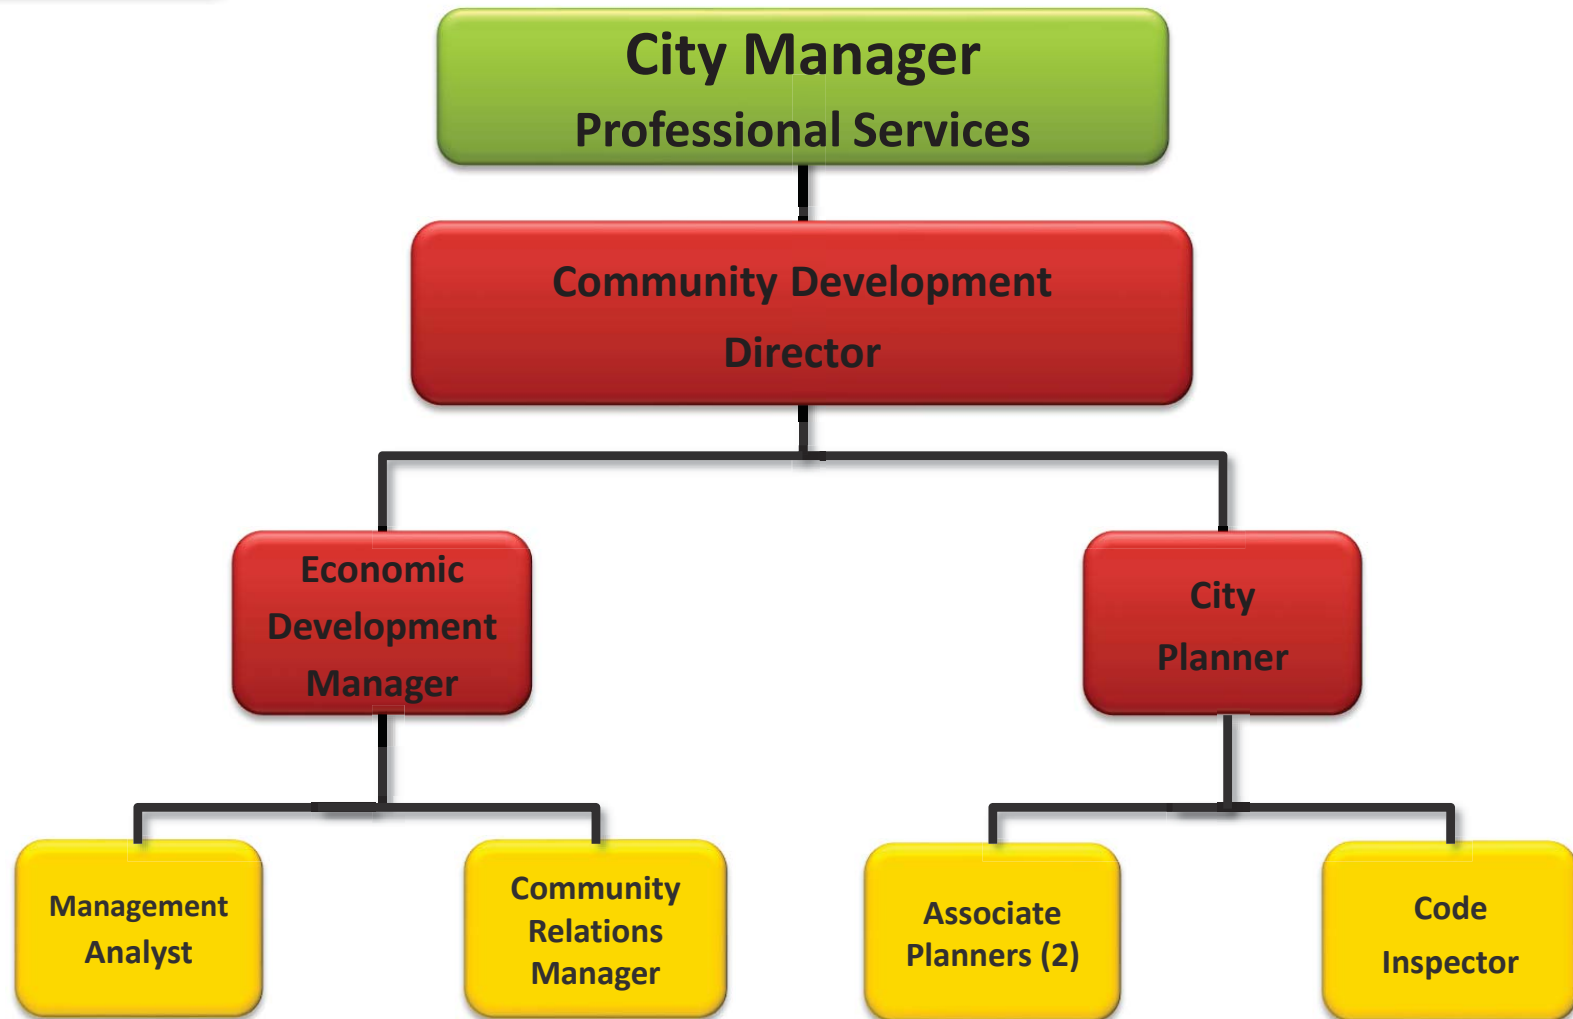 City Manager
Professional Services
Community Development
Director
Economic
Development
Manager
City
Planner
Management
Analyst
Community
Relations
Manager
Associate
Planners (2)
Code
Inspector